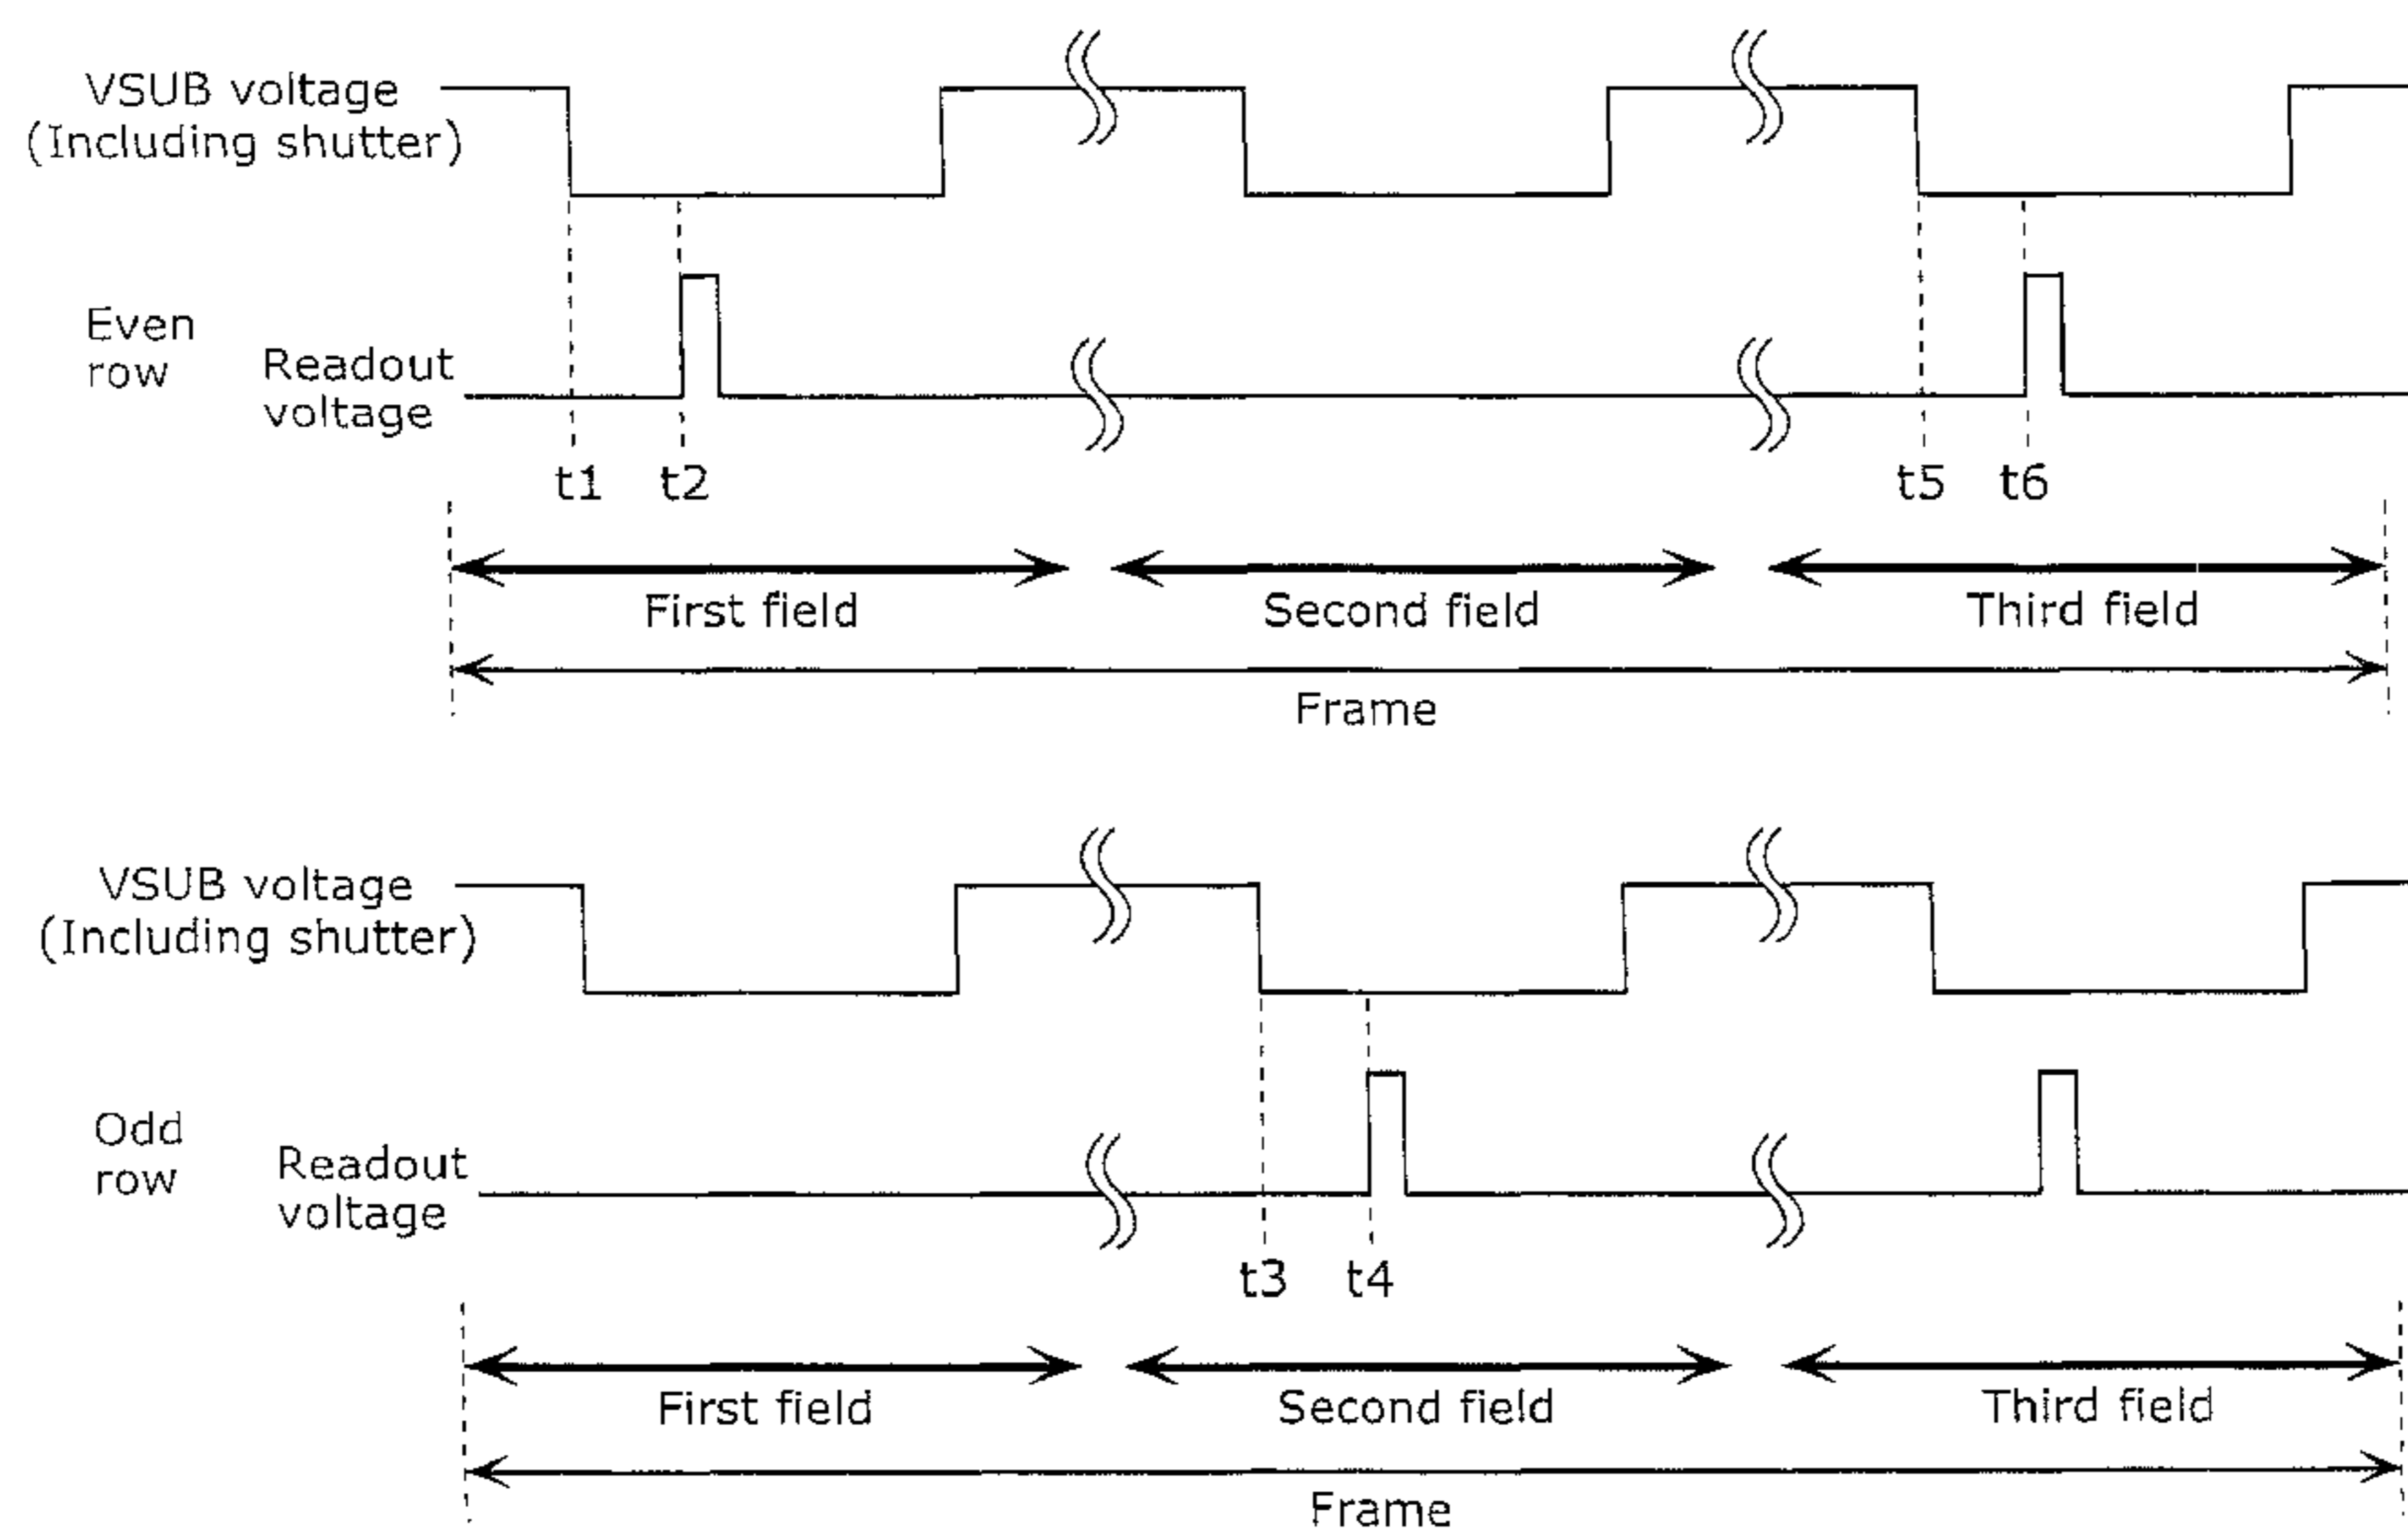 VSUB voltage
(Including shutter)
Even
row
Readout
voltage
t1 t2 t5 t6
First field Second field Third field
Frame
VSUB voltage
(Including shutter)
Odd
row
Readout
voltage
t3 t4
First field Second field Third field
Frame